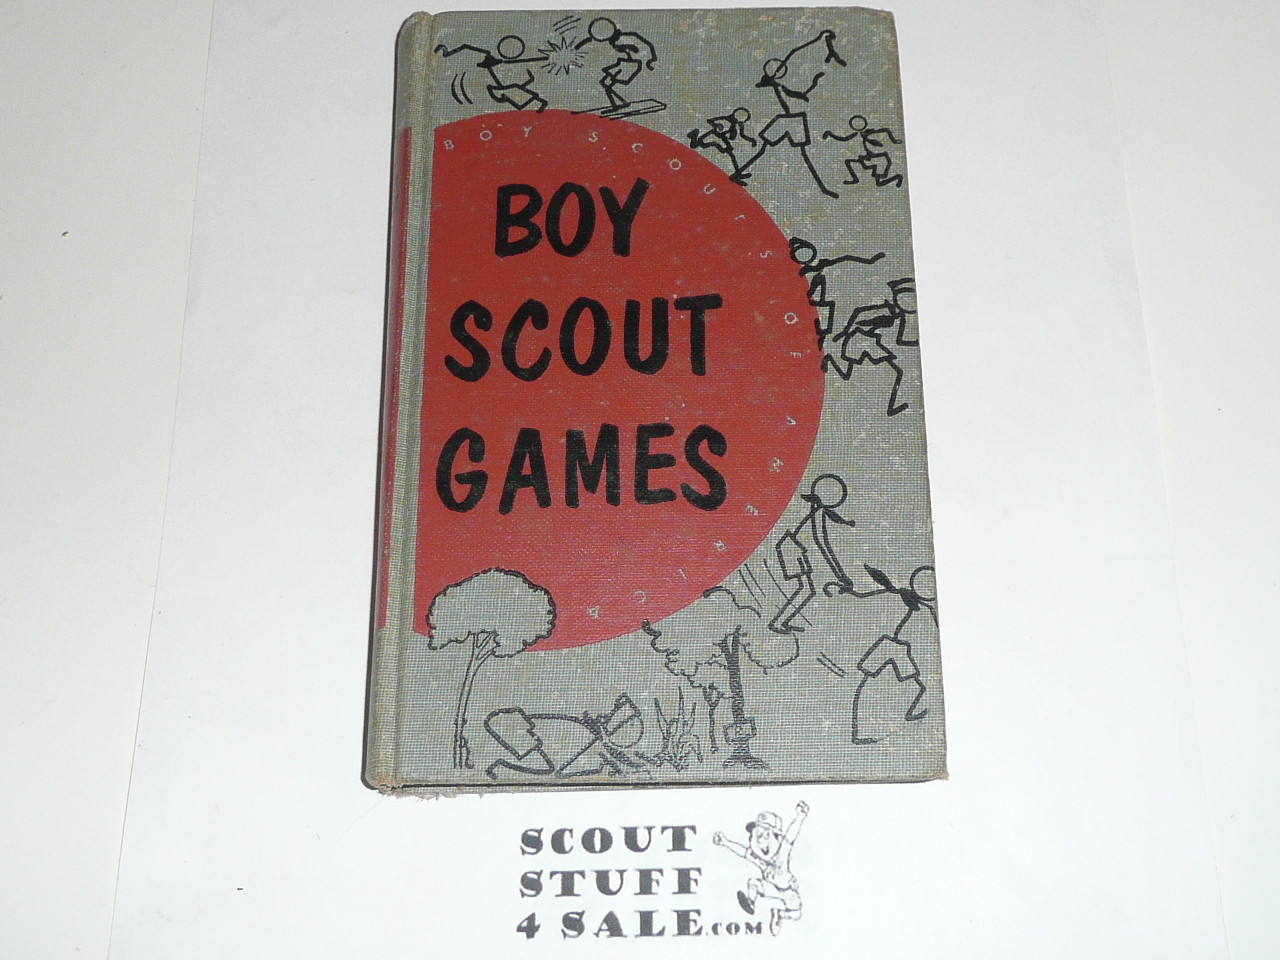 BOY SCOUTS OF AMERICA
BOY
SCOUT
GAMES
SCOUT
STUFF
4 SALE.COM